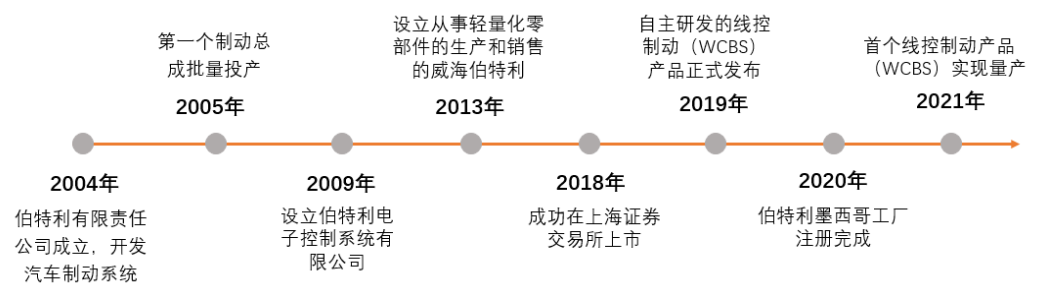 第一个制动总
成批量投产
2005年
设立从事轻量化零
部件的生产和销售
的威海伯特利
2013年
自主研发的线控
制动（WCBS）
产品正式发布
2019年
首个线控制动产品
（WCBS）实现量产
2021年
2004年
伯特利有限责任
公司成立，开发
汽车制动系统
2009年
设立伯特利电
子控制系统有
限公司
2018年
成功在上海证券
交易所上市
2020年
伯特利墨西哥工厂
注册完成